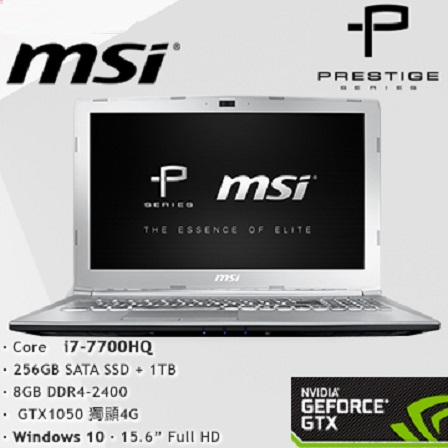 msi®
P
PRESTIGE
SERIES
P
SERIES
msi
THE ESSENCE OF ELITE
msi
· Core i7-7700HQ
· 256GB SATA SSD + 1TB
· 8GB DDR4-2400
· GTX1050 獨顯4G
· Windows 10 · 15.6” Full HD
NVIDIA
GEFORCE
GTX